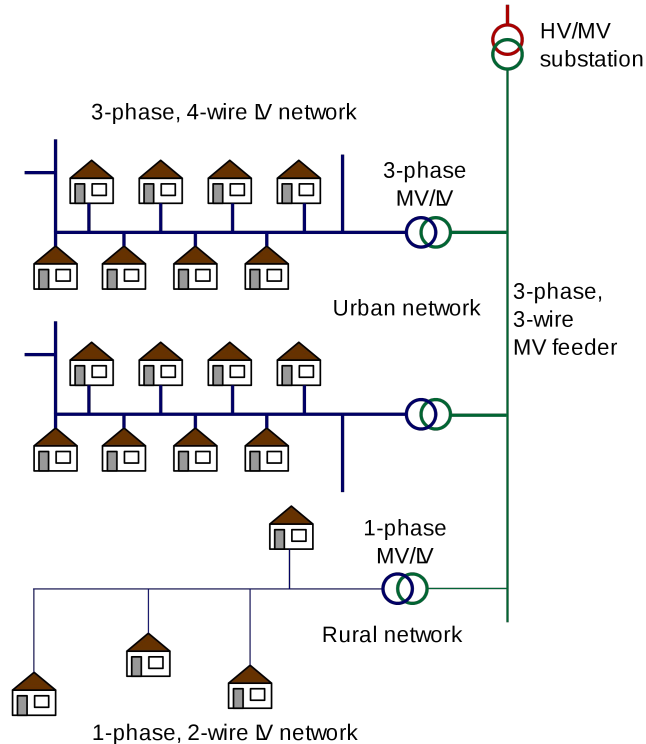 HV/MV
substation
3-phase, 4-wire LV network
3-phase
MV/LV
Urban network
3-phase,
3-wire
MV feeder
1-phase
MV/LV
Rural network
1-phase, 2-wire LV network